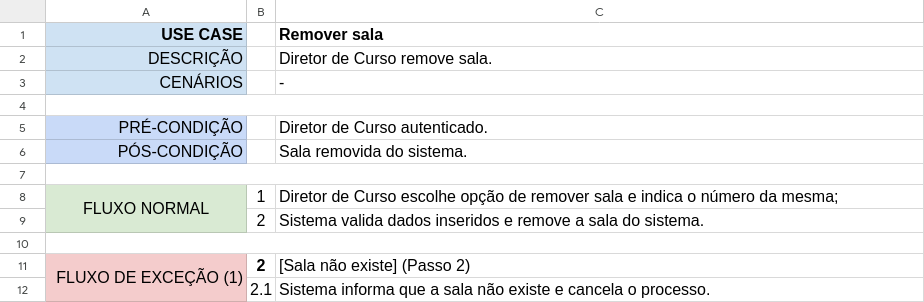 A B C
1 USE CASE Remover sala
2 DESCRIÇÃO Diretor de Curso remove sala.
3 CENÁRIOS -
4
5 PRÉ-CONDIÇÃO Diretor de Curso autenticado.
6 PÓS-CONDIÇÃO Sala removida do sistema.
7
8 FLUXO NORMAL 1 Diretor de Curso escolhe opção de remover sala e indica o número da mesma;
9 2 Sistema valida dados inseridos e remove a sala do sistema.
10
11 FLUXO DE EXCEÇÃO (1) 2 [Sala não existe] (Passo 2)
12 2.1 Sistema informa que a sala não existe e cancela o processo.